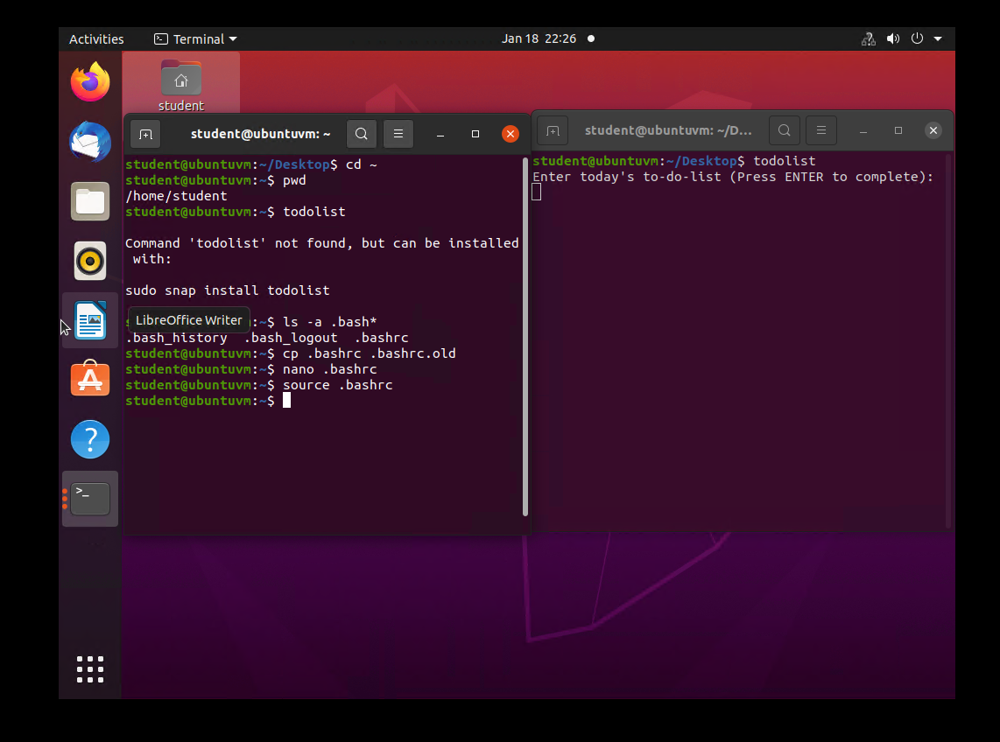 Activities
Terminal
Jan 18 22:26
student
student@ubuntuvm: ~
student@ubuntuvm:~/Desktop$ cd ~
student@ubuntuvm:~$ pwd
/home/student
student@ubuntuvm:~$ todolist
Command 'todolist' not found, but can be installed
with:
sudo snap install todolist
LibreOffice Writer
:~$ ls -a .bash*
.bash_history .bash_logout .bashrc
student@ubuntuvm:~$ cp .bashrc .bashrc.old
student@ubuntuvm:~$ nano .bashrc
student@ubuntuvm:~$ source .bashrc
student@ubuntuvm:~$
student@ubuntuvm: ~/D...
student@ubuntuvm:~/Desktop$ todolist
Enter today's to-do-list (Press ENTER to complete):